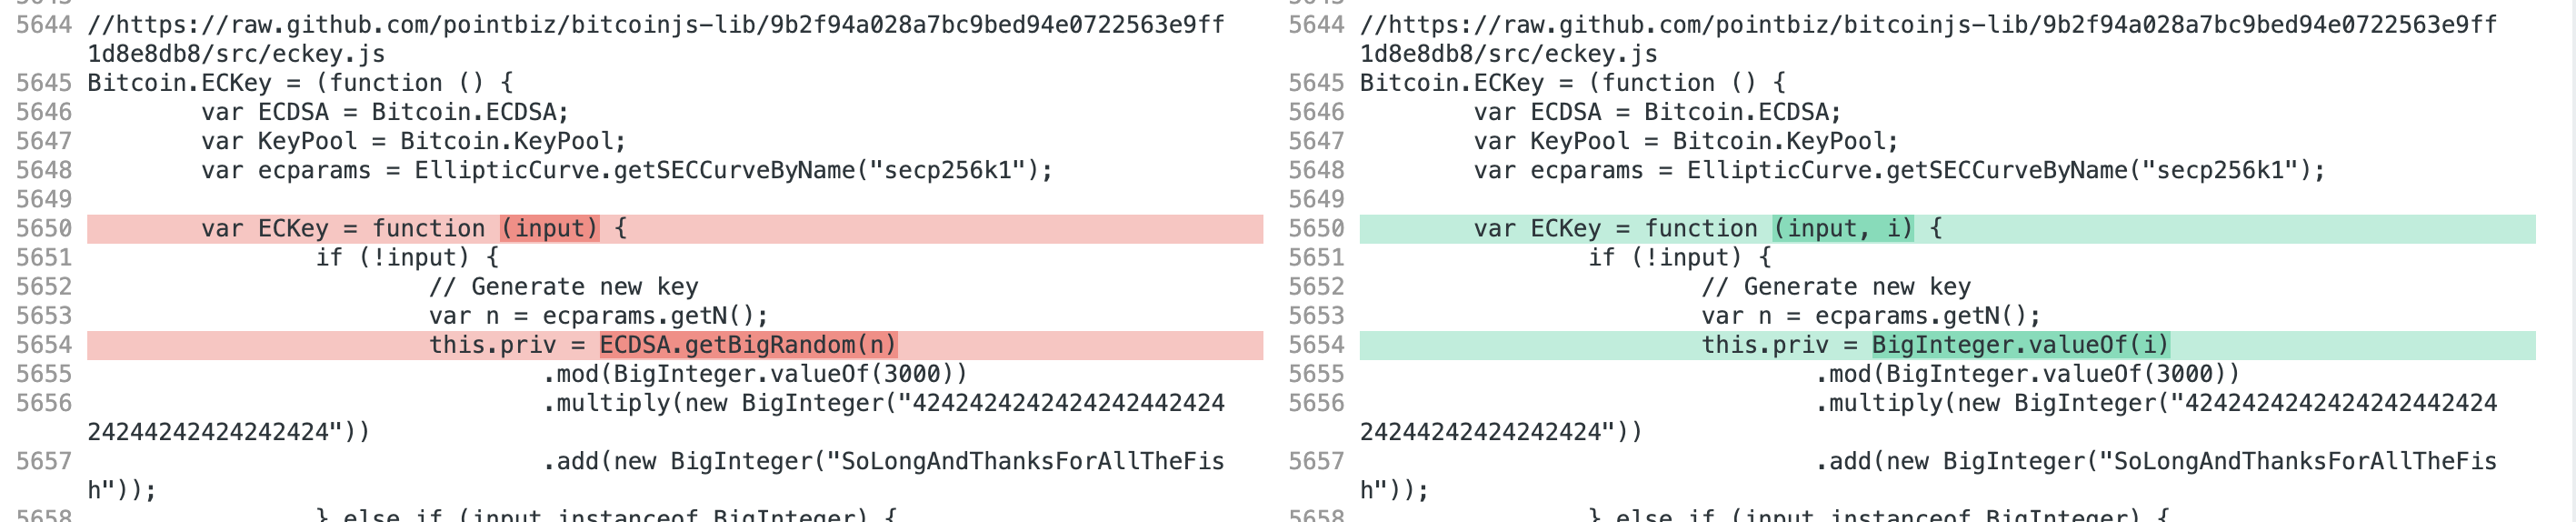 5644 //https://raw.github.com/pointbiz/bitcoinjs-lib/9b2f94a028a7bc9bed94e0722563e9ff
1d8e8db8/src/eckey.js
5645 Bitcoin.ECKey = (function () {
5646 var ECDSA = Bitcoin.ECDSA;
5647 var KeyPool = Bitcoin.KeyPool;
5648 var ecparams = EllipticCurve.getSECCurveByName("secp256k1");
5649
5650 var ECKey = function (input) {
5651 if (!input) {
5652 // Generate new key
5653 var n = ecparams.getN();
5654 this.priv = ECDSA.getBigRandom(n)
5655 .mod(BigInteger.valueOf(3000))
5656 .multiply(new BigInteger("4242424242424242442424
24244242424242424"))
5657 .add(new BigInteger("SoLongAndThanksForAllTheFis
h"));
5658 } else if (input instanceof BigInteger) {
5644 //https://raw.github.com/pointbiz/bitcoinjs-lib/9b2f94a028a7bc9bed94e0722563e9ff
1d8e8db8/src/eckey.js
5645 Bitcoin.ECKey = (function () {
5646 var ECDSA = Bitcoin.ECDSA;
5647 var KeyPool = Bitcoin.KeyPool;
5648 var ecparams = EllipticCurve.getSECCurveByName("secp256k1");
5649
5650 var ECKey = function (input, i) {
5651 if (!input) {
5652 // Generate new key
5653 var n = ecparams.getN();
5654 this.priv = BigInteger.valueOf(i)
5655 .mod(BigInteger.valueOf(3000))
5656 .multiply(new BigInteger("4242424242424242442424
24244242424242424"))
5657 .add(new BigInteger("SoLongAndThanksForAllTheFis
h"));
5658 } else if (input instanceof BigInteger) {